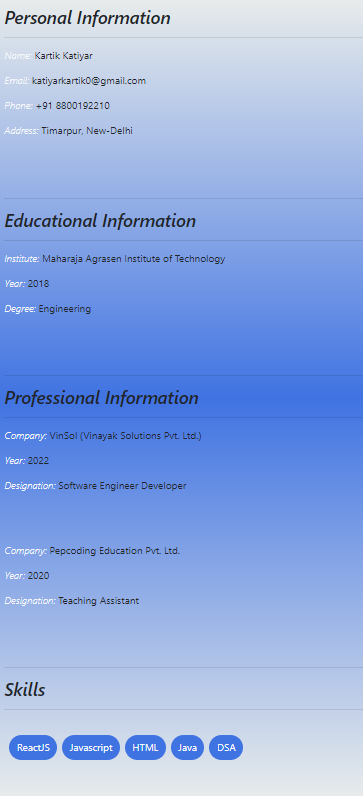 Personal Information
Name: Kartik Katiyar
Email: katiyarkartik0@gmail.com
Phone: +91 8800192210
Address: Timarpur, New-Delhi
Educational Information
Institute: Maharaja Agrasen Institute of Technology
Year: 2018
Degree: Engineering
Professional Information
Company: VinSol (Vinayak Solutions Pvt. Ltd.)
Year: 2022
Designation: Software Engineer Developer
Company: Pepcoding Education Pvt. Ltd.
Year: 2020
Designation: Teaching Assistant
Skills
ReactJS Javascript HTML Java DSA